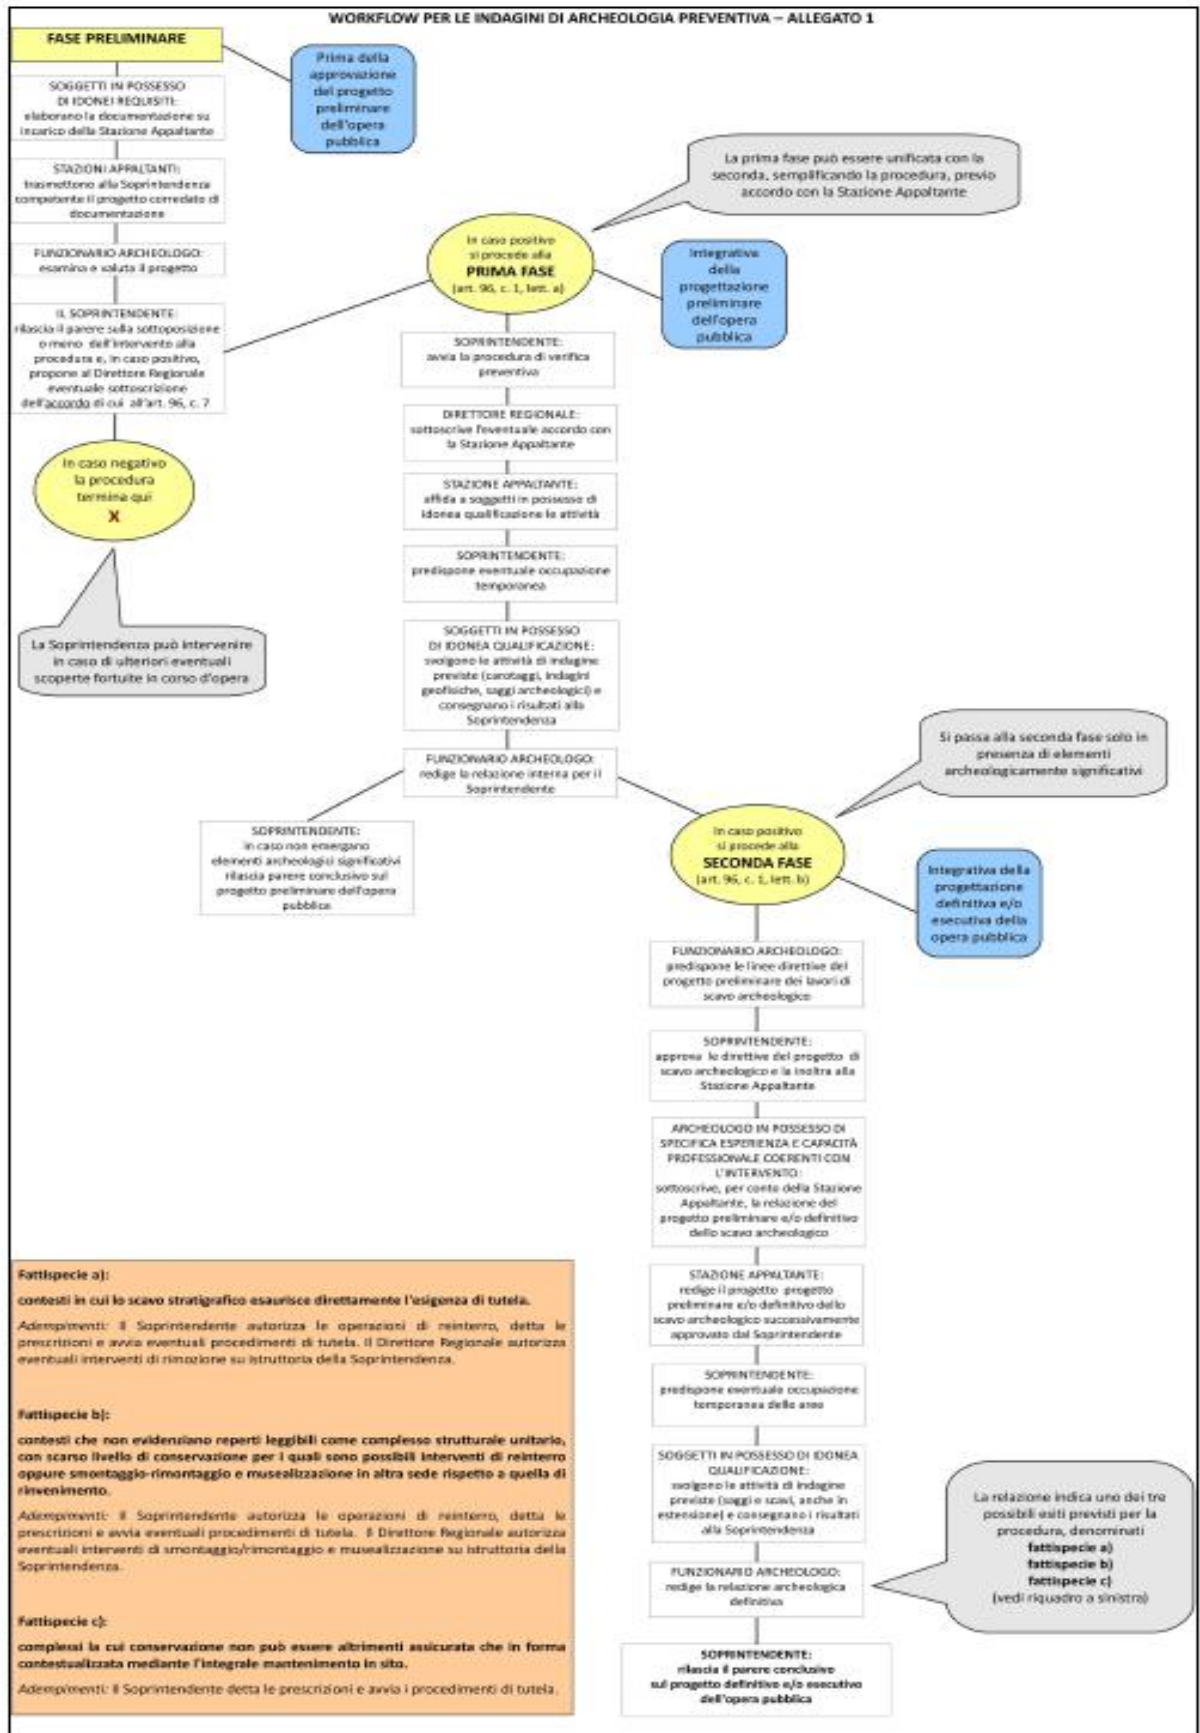 WORKFLOW PER LE INDAGINI DI ARCHEOLOGIA PREVENTIVA – ALLEGATO 1
FASE PRELIMINARE
Prima della
approvazione
del progetto
preliminare
dell'opera
pubblica
SOGGETTI IN POSSESSO
DI IDONEI REQUISITI:
elaborano la documentazione su
incarico della Stazione Appaltante
STAZIONI APPALTANTI:
trasmettono alla Soprintendenza
competente il progetto corredato di
documentazione
FUNZIONARIO ARCHEOLOGO:
esamina e valuta il progetto
IL SOPRINTENDENTE:
rilascia il parere sulla sottoposizione
o meno dell'intervento alla
procedura e, in caso positivo,
propone al Direttore Regionale
eventuale sottoscrizione
dell'accordo di cui all'art. 96, c. 7
In caso negativo
la procedura
termina qui
X
La Soprintendenza può intervenire
in caso di ulteriori eventuali
scoperte fortuite in corso d'opera
La prima fase può essere unificata con la
seconda, semplificando la procedura, previo
accordo con la Stazione Appaltante
In caso positivo
si procede alla
PRIMA FASE
(art. 96, c. 1, lett. a)
Integrativa
della
progettazione
preliminare
dell'opera
pubblica
SOPRINTENDENTE:
avvia la procedura di verifica
preventiva
DIRETTORE REGIONALE:
sottoscrive l'eventuale accordo con
la Stazione Appaltante
STAZIONE APPALTANTE:
affida a soggetti in possesso di
idonea qualificazione le attività
SOPRINTENDENTE:
predispone eventuale occupazione
temporanea
SOGGETTI IN POSSESSO
DI IDONEA QUALIFICAZIONE:
svolgono le attività di indagine
previste (carotaggi, indagini
geofisiche, saggi archeologici) e
consegnano i risultati alla
Soprintendenza
FUNZIONARIO ARCHEOLOGO:
redige la relazione interna per il
Soprintendente
SOPRINTENDENTE:
in caso non emergano
elementi archeologici significativi
rilascia parere conclusivo sul
progetto preliminare dell'opera
pubblica
Si passa alla seconda fase solo in
presenza di elementi
archeologicamente significativi
In caso positivo
si procede alla
SECONDA FASE
(art. 96, c. 1, lett. b)
Integrativa della
progettazione
definitiva e/o
esecutiva della
opera pubblica
FUNZIONARIO ARCHEOLOGO:
predispone le linee direttive del
progetto preliminare dei lavori di
scavo archeologico
SOPRINTENDENTE:
approva le direttive del progetto di
scavo archeologico e la inoltra alla
Stazione Appaltante
ARCHEOLOGO IN POSSESSO DI
SPECIFICA ESPERIENZA E CAPACITÀ
PROFESSIONALE COERENTI CON
L'INTERVENTO:
sottoscrive, per conto della Stazione
Appaltante, la relazione del
progetto preliminare e/o definitivo
dello scavo archeologico
STAZIONE APPALTANTE:
redige il progetto progetto
preliminare e/o definitivo dello
scavo archeologico successivamente
approvato dal Soprintendente
SOPRINTENDENTE:
predispone eventuale occupazione
temporanea delle aree
SOGGETTI IN POSSESSO DI IDONEA
QUALIFICAZIONE:
svolgono le attività di indagine
previste (saggi e scavi, anche in
estensione) e consegnano i risultati
alla Soprintendenza
FUNZIONARIO ARCHEOLOGO:
redige la relazione archeologica
definitiva
SOPRINTENDENTE:
rilascia il parere conclusivo
sul progetto definitivo e/o esecutivo
dell'opera pubblica
La relazione indica uno dei tre
possibili esiti previsti per la
procedura, denominati
fattispecie a)
fattispecie b)
fattispecie c)
(vedi riquadro a sinistra)
Fattispecie a):
contesti in cui lo scavo stratigrafico esaurisce direttamente l'esigenza di tutela.
Adempimenti: Il Soprintendente autorizza le operazioni di reinterro, detta le
prescrizioni e avvia eventuali procedimenti di tutela. Il Direttore Regionale autorizza
eventuali interventi di rimozione su istruttoria della Soprintendenza.
Fattispecie b):
contesti che non evidenziano reperti leggibili come complesso strutturale unitario,
con scarso livello di conservazione per i quali sono possibili interventi di reinterro
oppure smontaggio-rimontaggio e musealizzazione in altra sede rispetto a quella di
rinvenimento.
Adempimenti: Il Soprintendente autorizza le operazioni di reinterro, detta le
prescrizioni e avvia eventuali procedimenti di tutela. Il Direttore Regionale autorizza
eventuali interventi di smontaggio/rimontaggio e musealizzazione su istruttoria della
Soprintendenza.
Fattispecie c):
complessi la cui conservazione non può essere altrimenti assicurata che in forma
contestualizzata mediante l'integrale mantenimento in sito.
Adempimenti: Il Soprintendente detta le prescrizioni e avvia i procedimenti di tutela.